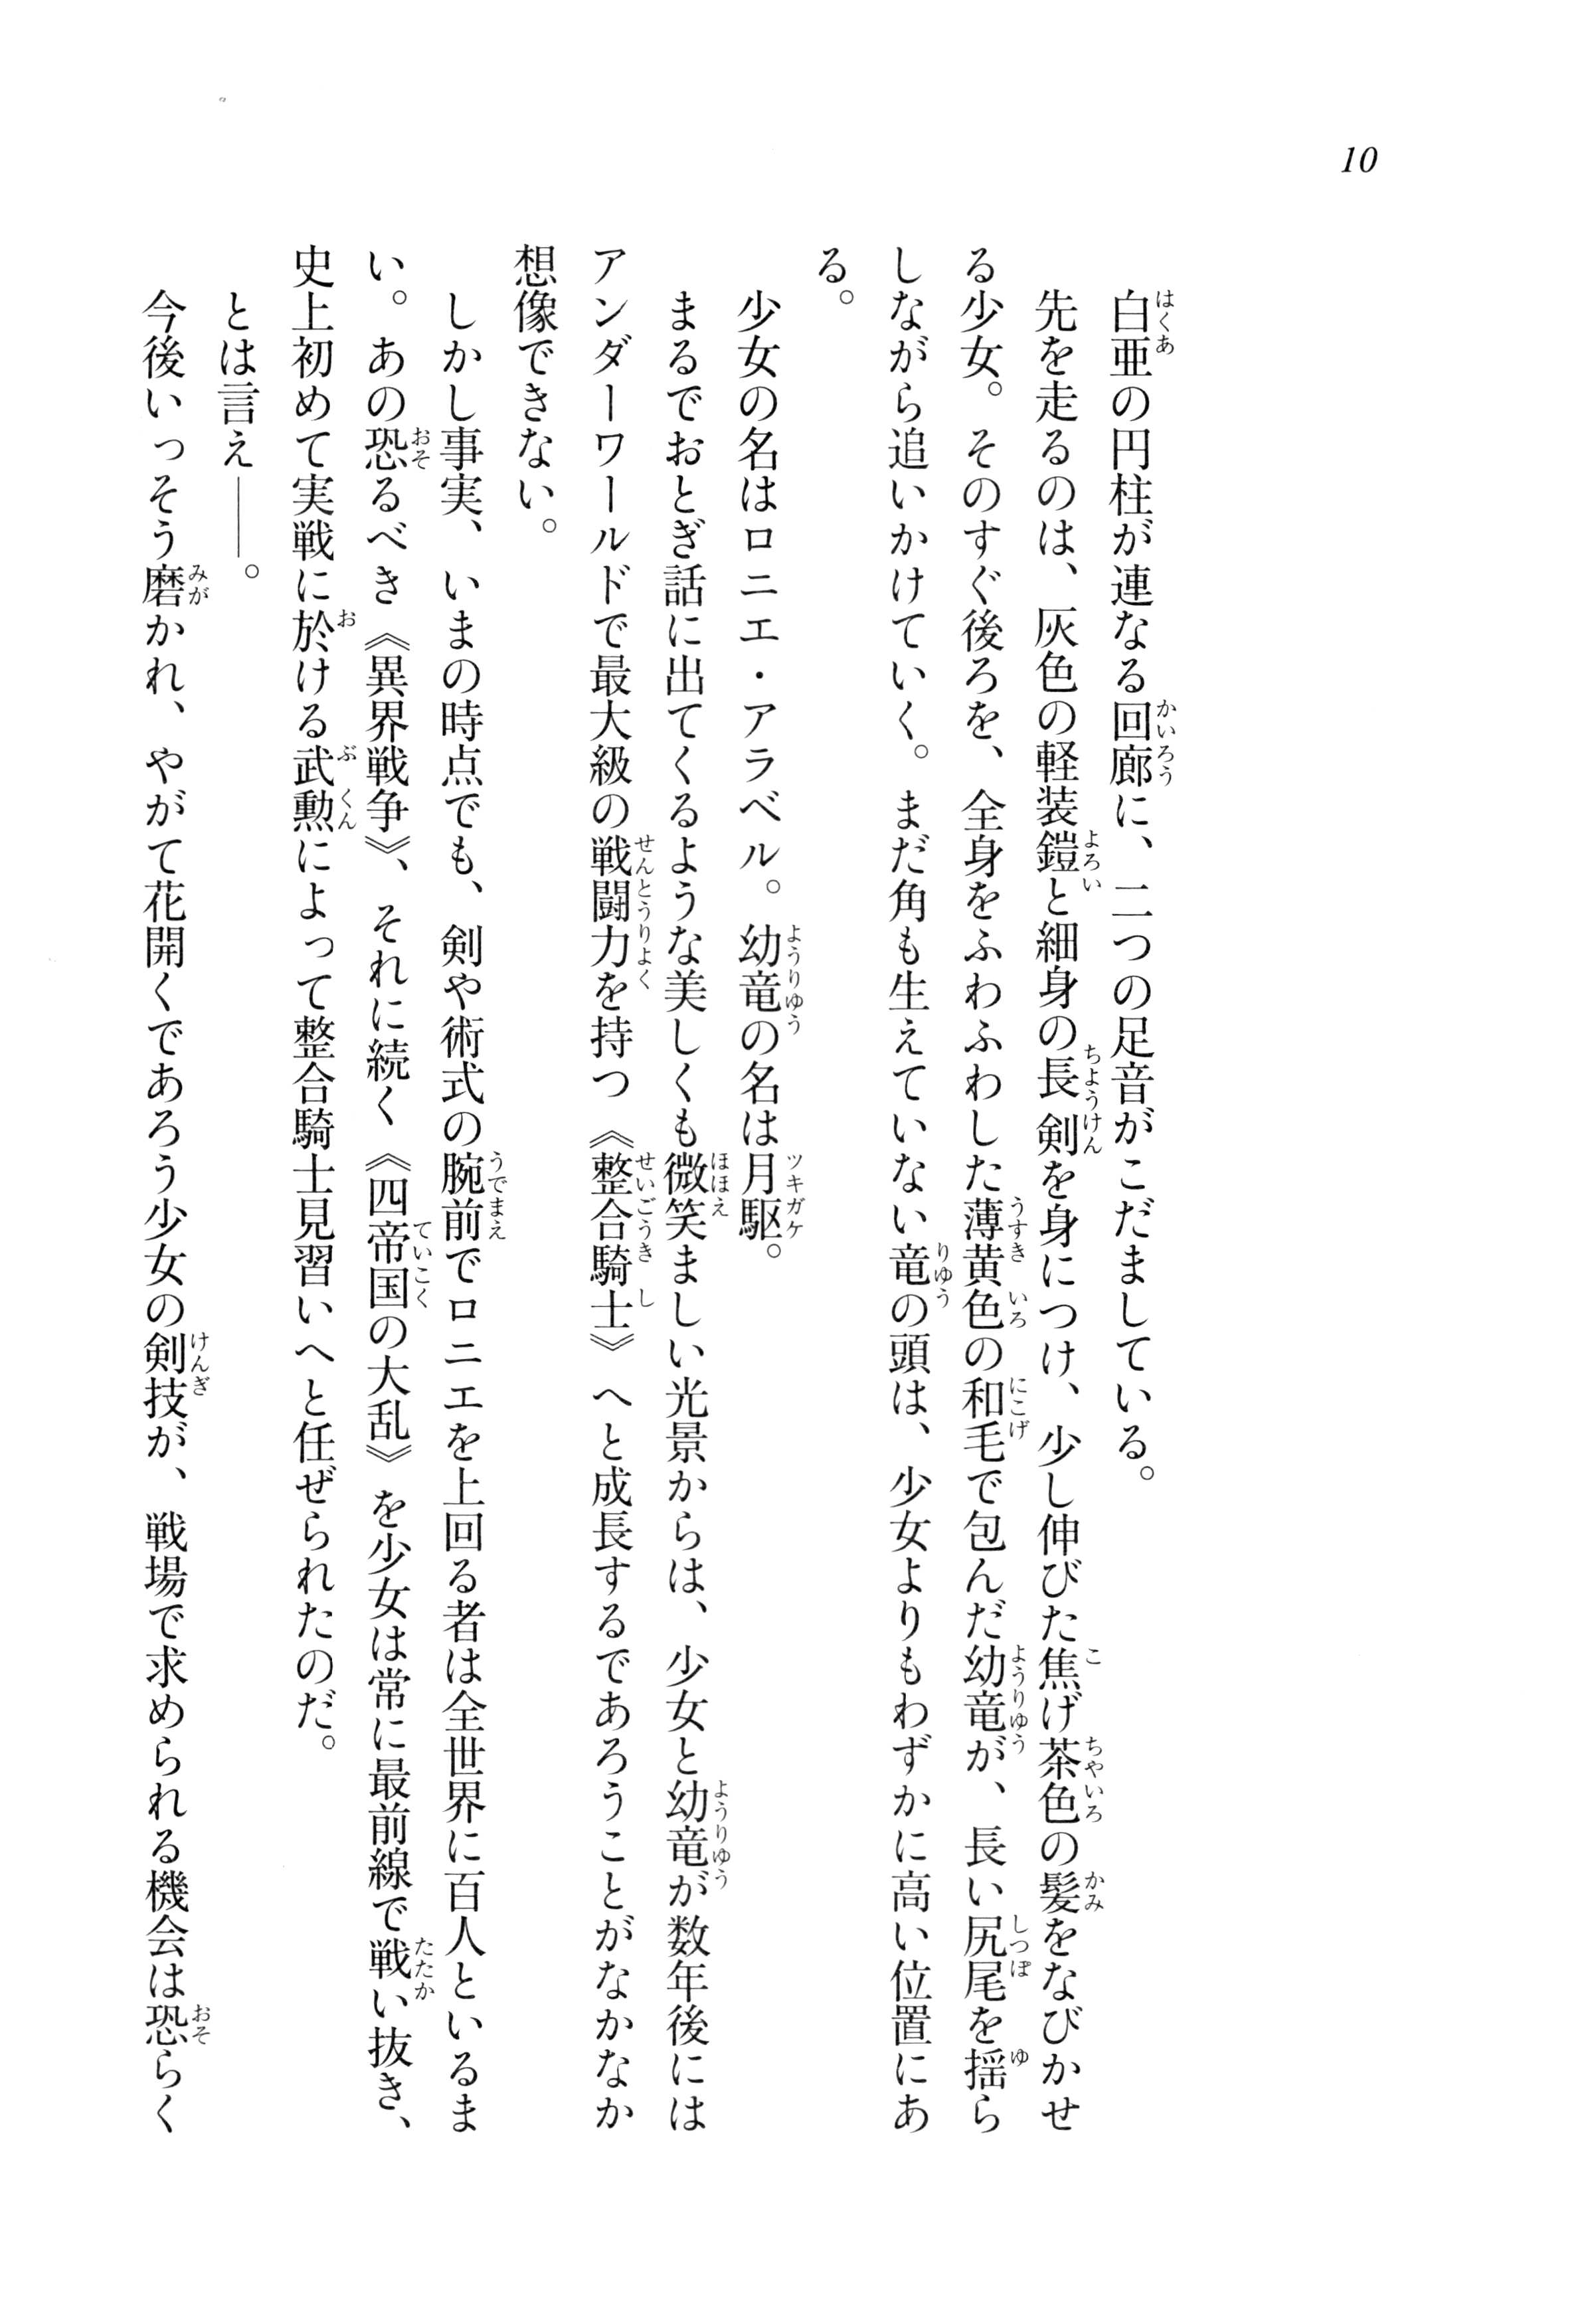 10
白亜の円柱が連なる回廊に、二つの足音がこだましている。
先を走るのは、灰色の軽装鎧と細身の長剣を身につけ、少し伸びた焦げ茶色の髪をなびかせ
る少女。そのすぐ後ろを、全身をふわふわした薄黄色の和毛で包んだ幼竜が、長い尻尾を揺ら
しながら追いかけていく。まだ角も生えていない竜の頭は、少女よりもわずかに高い位置にあ
る。
少女の名はロニエ・アラベル。幼竜の名は月駆。
まるでおとぎ話に出てくるような美しくも微笑ましい光景からは、少女と幼竜が数年後には
アンダーワールドで最大級の戦闘力を持つ《整合騎士》へと成長するであろうことがなかなか
想像できない。
しかし事実、いまの時点でも、剣や術式の腕前でロニエを上回る者は全世界に百人といるま
い。あの恐るべき《異界戦争》、それに続く《四帝国の大乱》を少女は常に最前線で戦い抜き、
史上初めて実戦に於ける武勲によって整合騎士見習いへと任ぜられたのだ。
とは言え――。
今後いっそう磨かれ、やがて花開くであろう少女の剣技が、戦場で求められる機会は恐らく